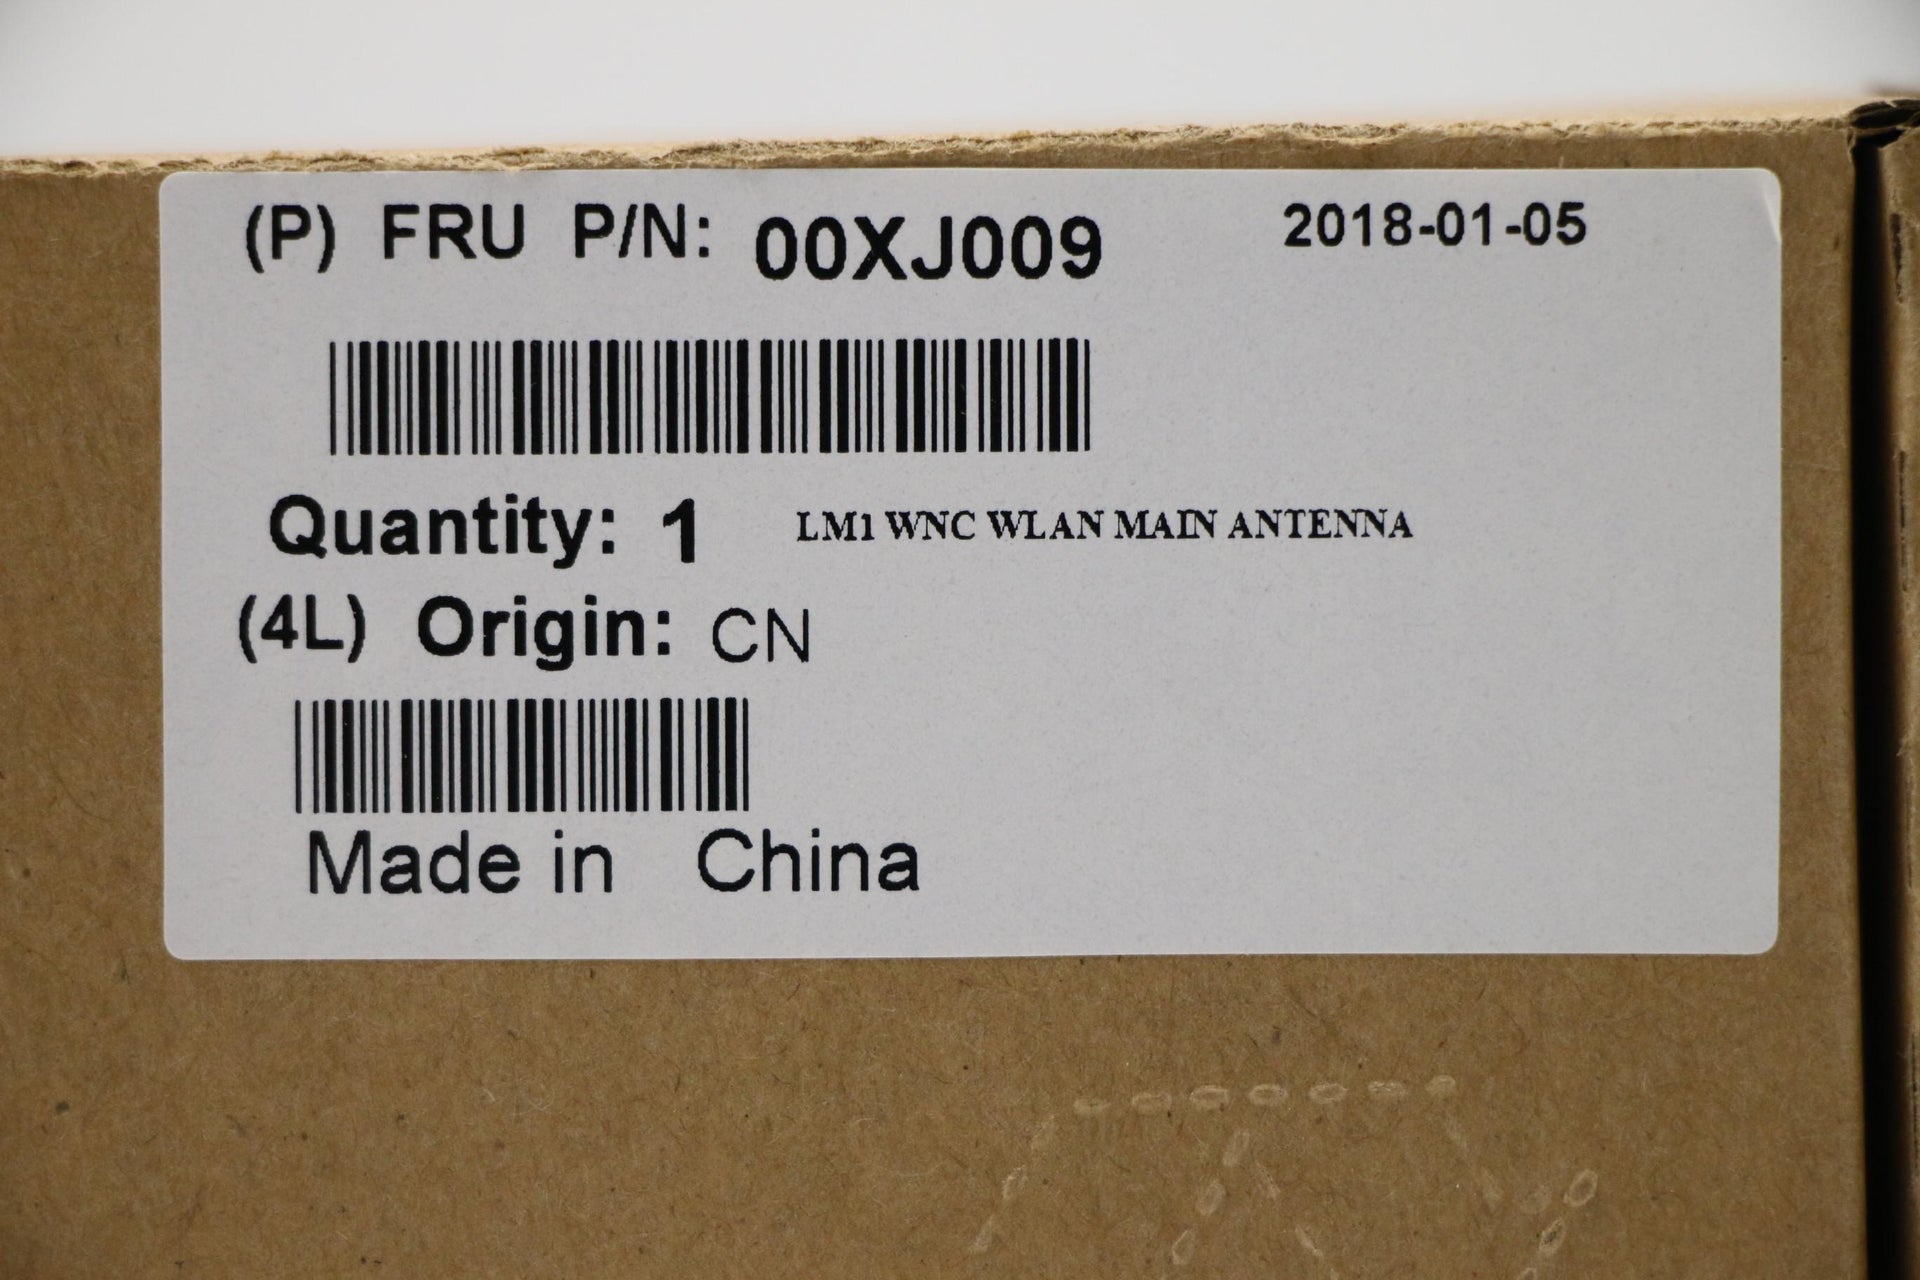 (P) FRU P/N: 00XJ009 2018-01-05
Quantity: 1 LM1 WNC WLAN MAIN ANTENNA
(4L) Origin: CN
Made in China